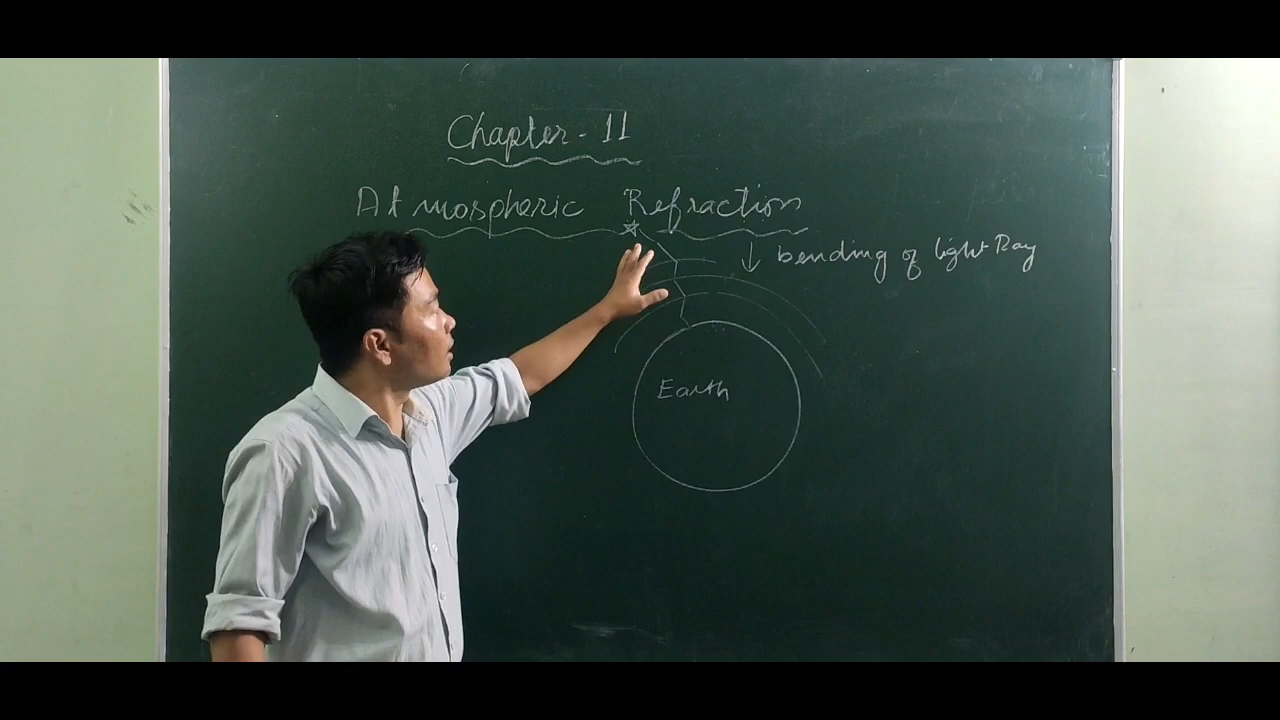 Chapter - 11
Atmospheric Refraction
↓ bending of light Ray
Earth